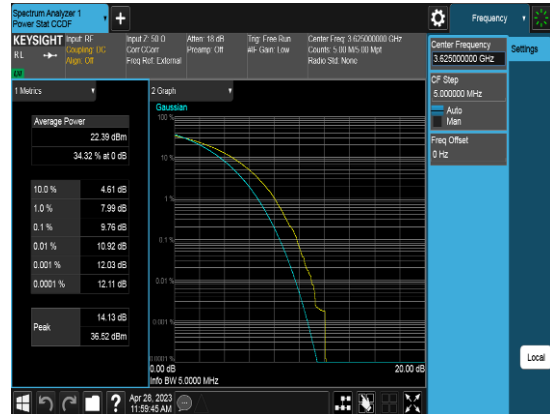 Spectrum Analyzer 1
Power Stat CCDF
Frequency
KEYSIGHT
Input: RF
Coupling: DC
Align: Off
Input Z: 50 Ω
Corr CCorr
Freq Ref: External
Atten: 18 dB
Preamp: Off
Trig: Free Run
#IF Gain: Low
Center Freq: 3.625000000 GHz
Counts: 5.00 M/5.00 Mpt
Radio Std: None
R L
Center Frequency
3.625000000 GHz
Settings
CF Step
5.000000 MHz
Auto
Man
Freq Offset
0 Hz
Local
1 Metrics
Average Power
22.39 dBm
34.32 % at 0 dB
10.0 % 4.61 dB
1.0 % 7.99 dB
0.1 % 9.76 dB
0.01 % 10.92 dB
0.001 % 12.03 dB
0.0001 % 12.11 dB
Peak
14.13 dB
36.52 dBm
2 Graph
Gaussian
100 %
10 %
1 %
0.1 %
0.01 %
0.001 %
0.0001 %
0.00 dB
20.00 dB
Info BW 5.0000 MHz
?
Apr 28, 2023
11:59:45 AM